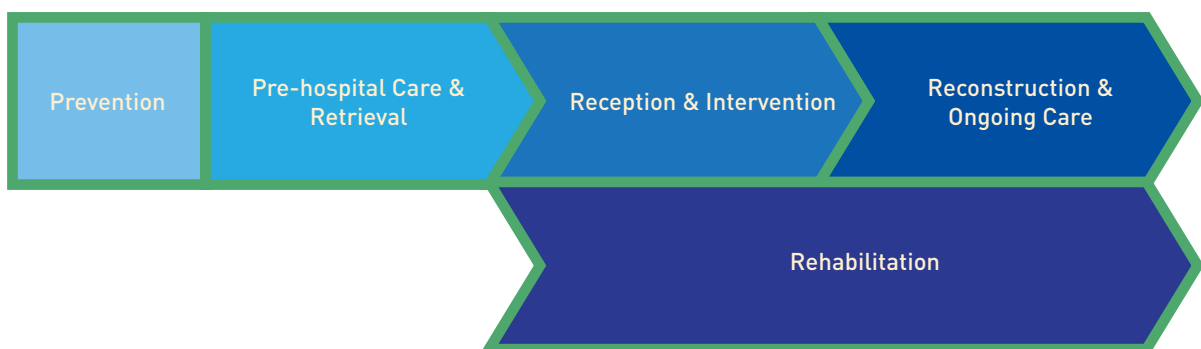 Prevention
Pre-hospital Care &
Retrieval
Reception & Intervention
Reconstruction &
Ongoing Care
Rehabilitation